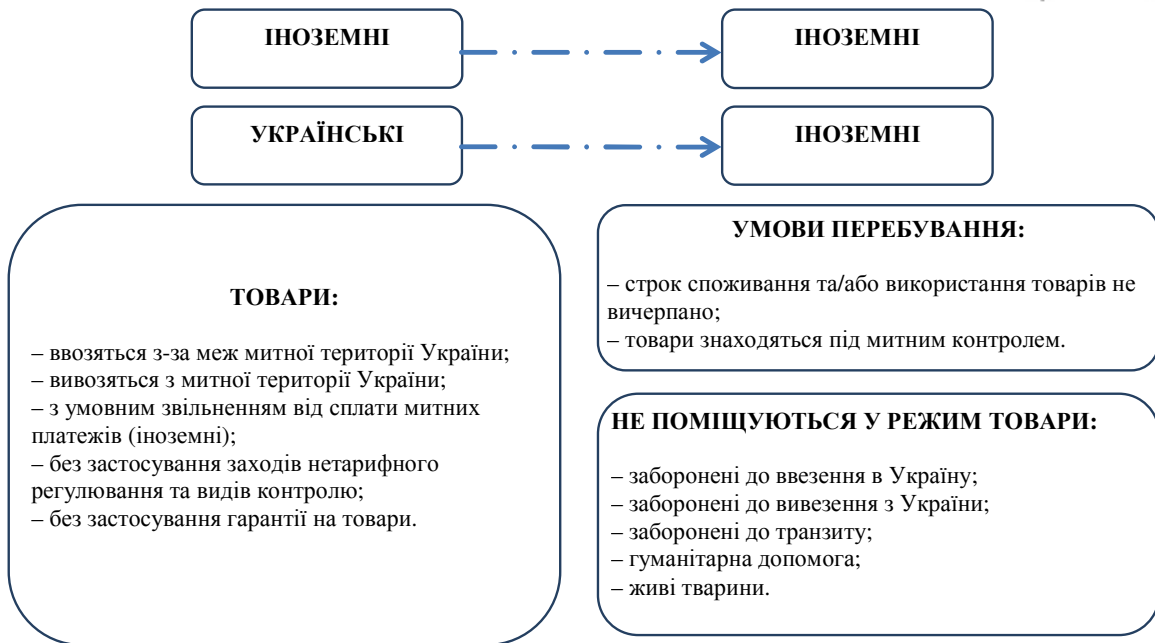 ІНОЗЕМНІ
ІНОЗЕМНІ
УКРАЇНСЬКІ
ІНОЗЕМНІ
ТОВАРИ:
– ввозяться з-за меж митної території України;
– вивозяться з митної території України;
– з умовним звільненням від сплати митних
платежів (іноземні);
– без застосування заходів нетарифного
регулювання та видів контролю;
– без застосування гарантії на товари.
УМОВИ ПЕРЕБУВАННЯ:
– строк споживання та/або використання товарів не
вичерпано;
– товари знаходяться під митним контролем.
НЕ ПОМІЩУЮТЬСЯ У РЕЖИМ ТОВАРИ:
– заборонені до ввезення в Україну;
– заборонені до вивезення з України;
– заборонені до транзиту;
– гуманітарна допомога;
– живі тварини.